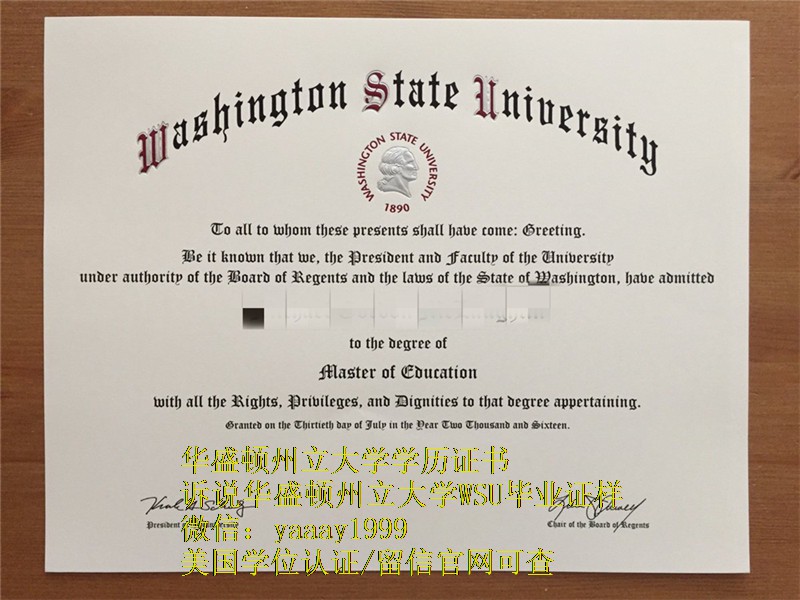 Washington State University
WASHINGTON STATE UNIVERSITY
1890
To all to whom these presents shall have come: Greeting.
Be it known that we, the President and Faculty of the University
under authority of the Board of Regents and the laws of the State of Washington, have admitted
to the degree of
Master of Education
with all the Rights, Privileges, and Dignities to that degree appertaining.
Granted on the Thirtieth day of July in the Year Two Thousand and Sixteen.
华盛顿州立大学学历证书
诉说华盛顿州立大学WSU毕业证样
微信：yaaay1999
美国学位认证/留信官网可查
President
Chair of the Board of Regents